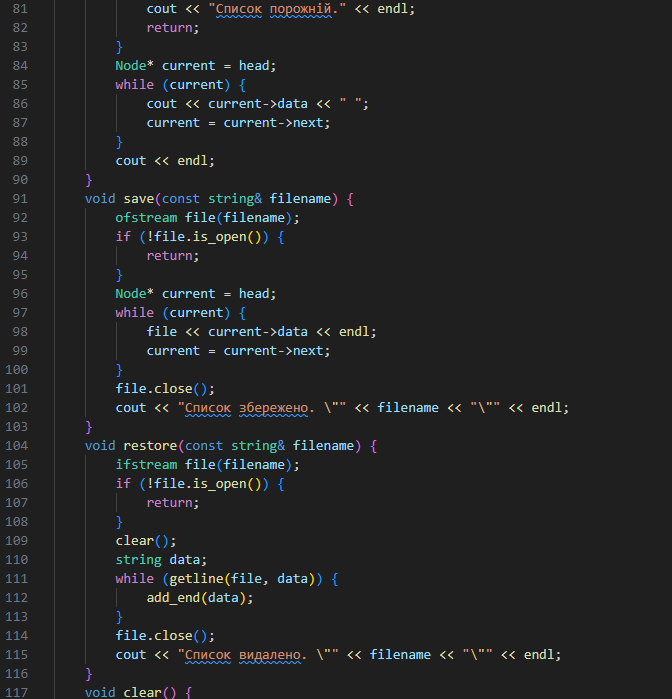 81 cout << "Список порожній." << endl;
82 return;
83 }
84 Node* current = head;
85 while (current) {
86 cout << current->data << " ";
87 current = current->next;
88 }
89 cout << endl;
90 }
91 void save(const string& filename) {
92 ofstream file(filename);
93 if (!file.is_open()) {
94 return;
95 }
96 Node* current = head;
97 while (current) {
98 file << current->data << endl;
99 current = current->next;
100 }
101 file.close();
102 cout << "Список збережено. \"" << filename << "\"" << endl;
103 }
104 void restore(const string& filename) {
105 ifstream file(filename);
106 if (!file.is_open()) {
107 return;
108 }
109 clear();
110 string data;
111 while (getline(file, data)) {
112 add_end(data);
113 }
114 file.close();
115 cout << "Список видалено. \"" << filename << "\"" << endl;
116 }
117 void clear() {